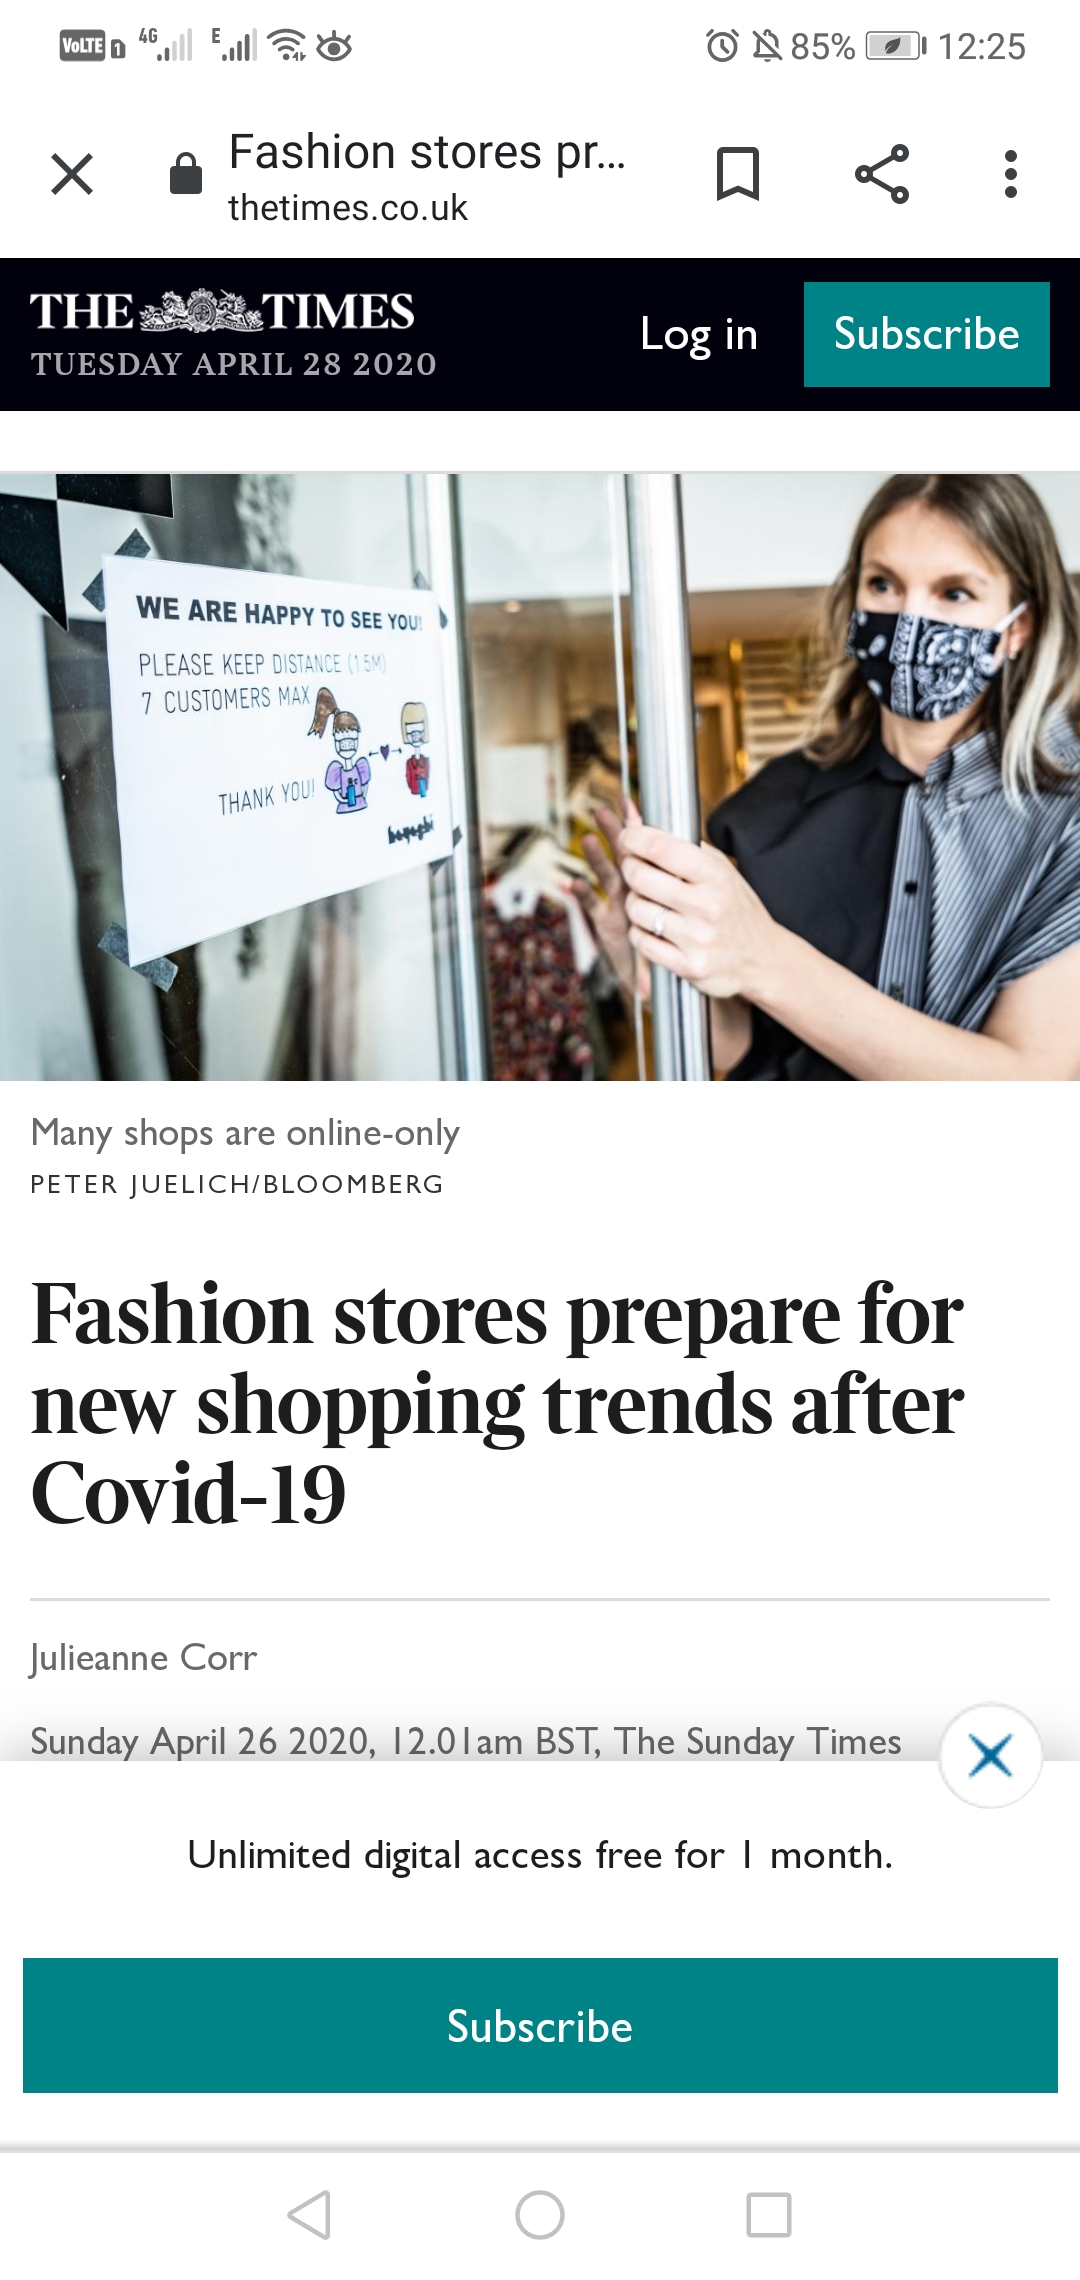 VoLTE 1 4G E 85% 12:25
Fashion stores pr...
thetimes.co.uk
THE TIMES
TUESDAY APRIL 28 2020
Log in
Subscribe
WE ARE HAPPY TO SEE YOU!
PLEASE KEEP DISTANCE (1.5M)
7 CUSTOMERS MAX
THANK YOU!
Many shops are online-only
PETER JUELICH/BLOOMBERG
Fashion stores prepare for
new shopping trends after
Covid-19
Julieanne Corr
Sunday April 26 2020, 12.01am BST, The Sunday Times
Unlimited digital access free for 1 month.
Subscribe